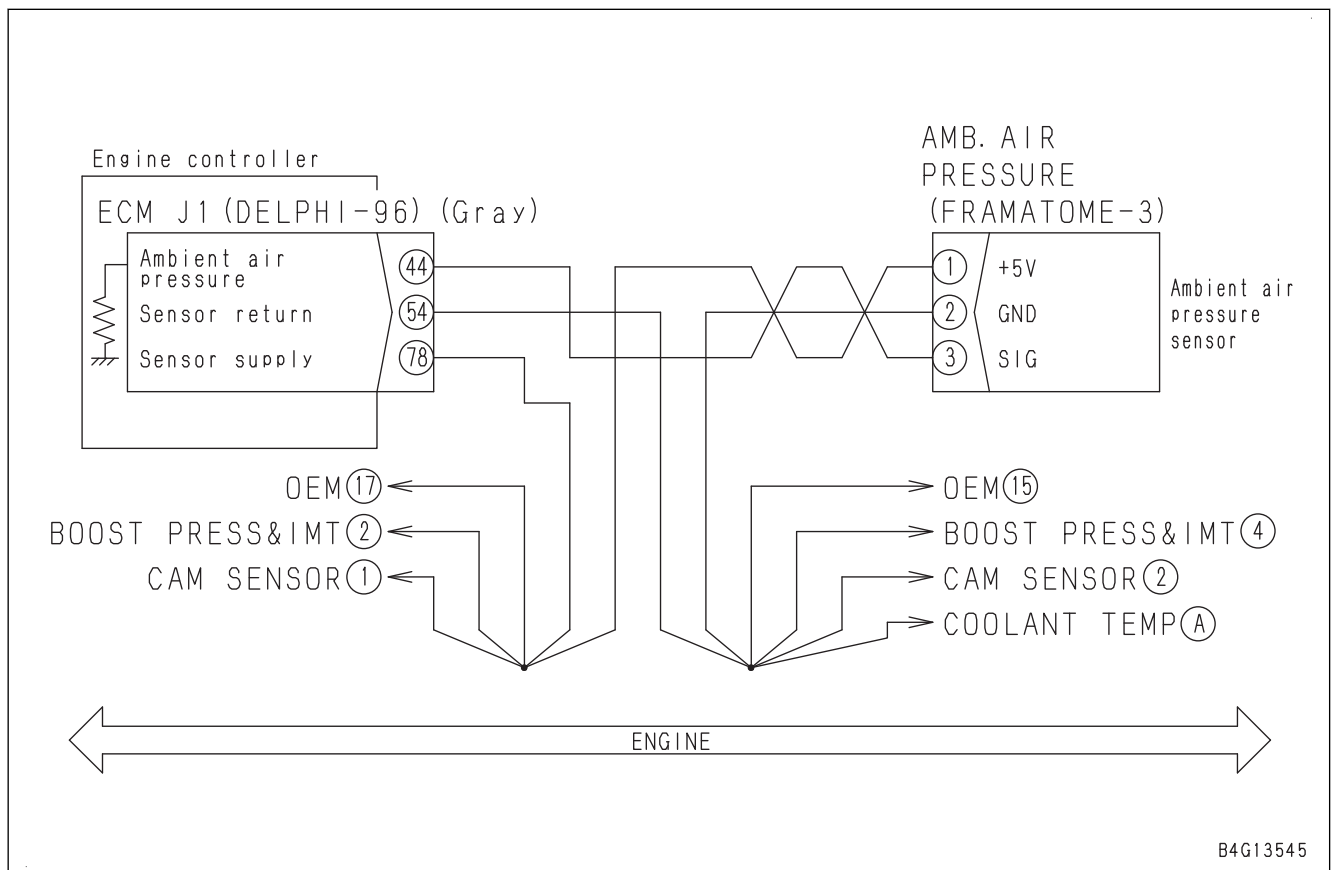 Engine controller
ECM J1(DELPHI-96)(Gray)
Ambient air
pressure
Sensor return
Sensor supply
44
54
78
AMB. AIR
PRESSURE
(FRAMATOME-3)
1 +5V
2 GND
3 SIG
Ambient air
pressure
sensor
OEM 17
BOOST PRESS&IMT 2
CAM SENSOR 1
OEM 15
BOOST PRESS&IMT 4
CAM SENSOR 2
COOLANT TEMP A
ENGINE
B4G13545